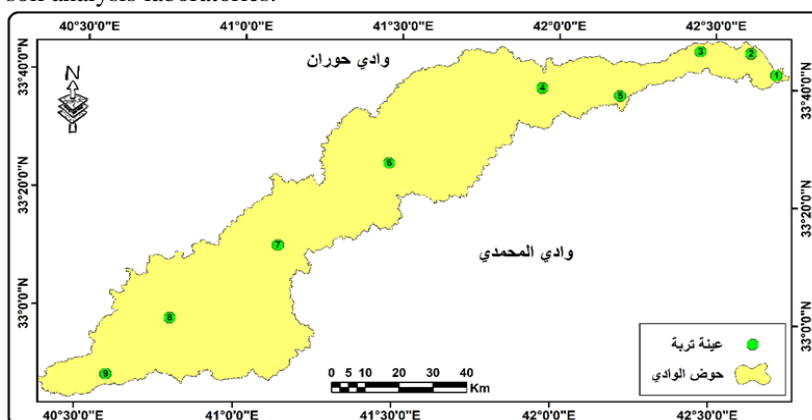 soil analysis laboratories.
40°30'0"E 41°0'0"E 41°30'0"E 42°0'0"E 42°30'0"E
33°40'0"N 33°20'0"N 33°0'0"N
N
وادي حوران
3 2 1
4 5
6
7
8
9
وادي المحمدي
عينة تربة
حوض الوادي
0 5 10 20 30 40
Km
33°40'0"N 33°20'0"N 33°0'0"N
40°30'0"E 41°0'0"E 41°30'0"E 42°0'0"E 42°30'0"E